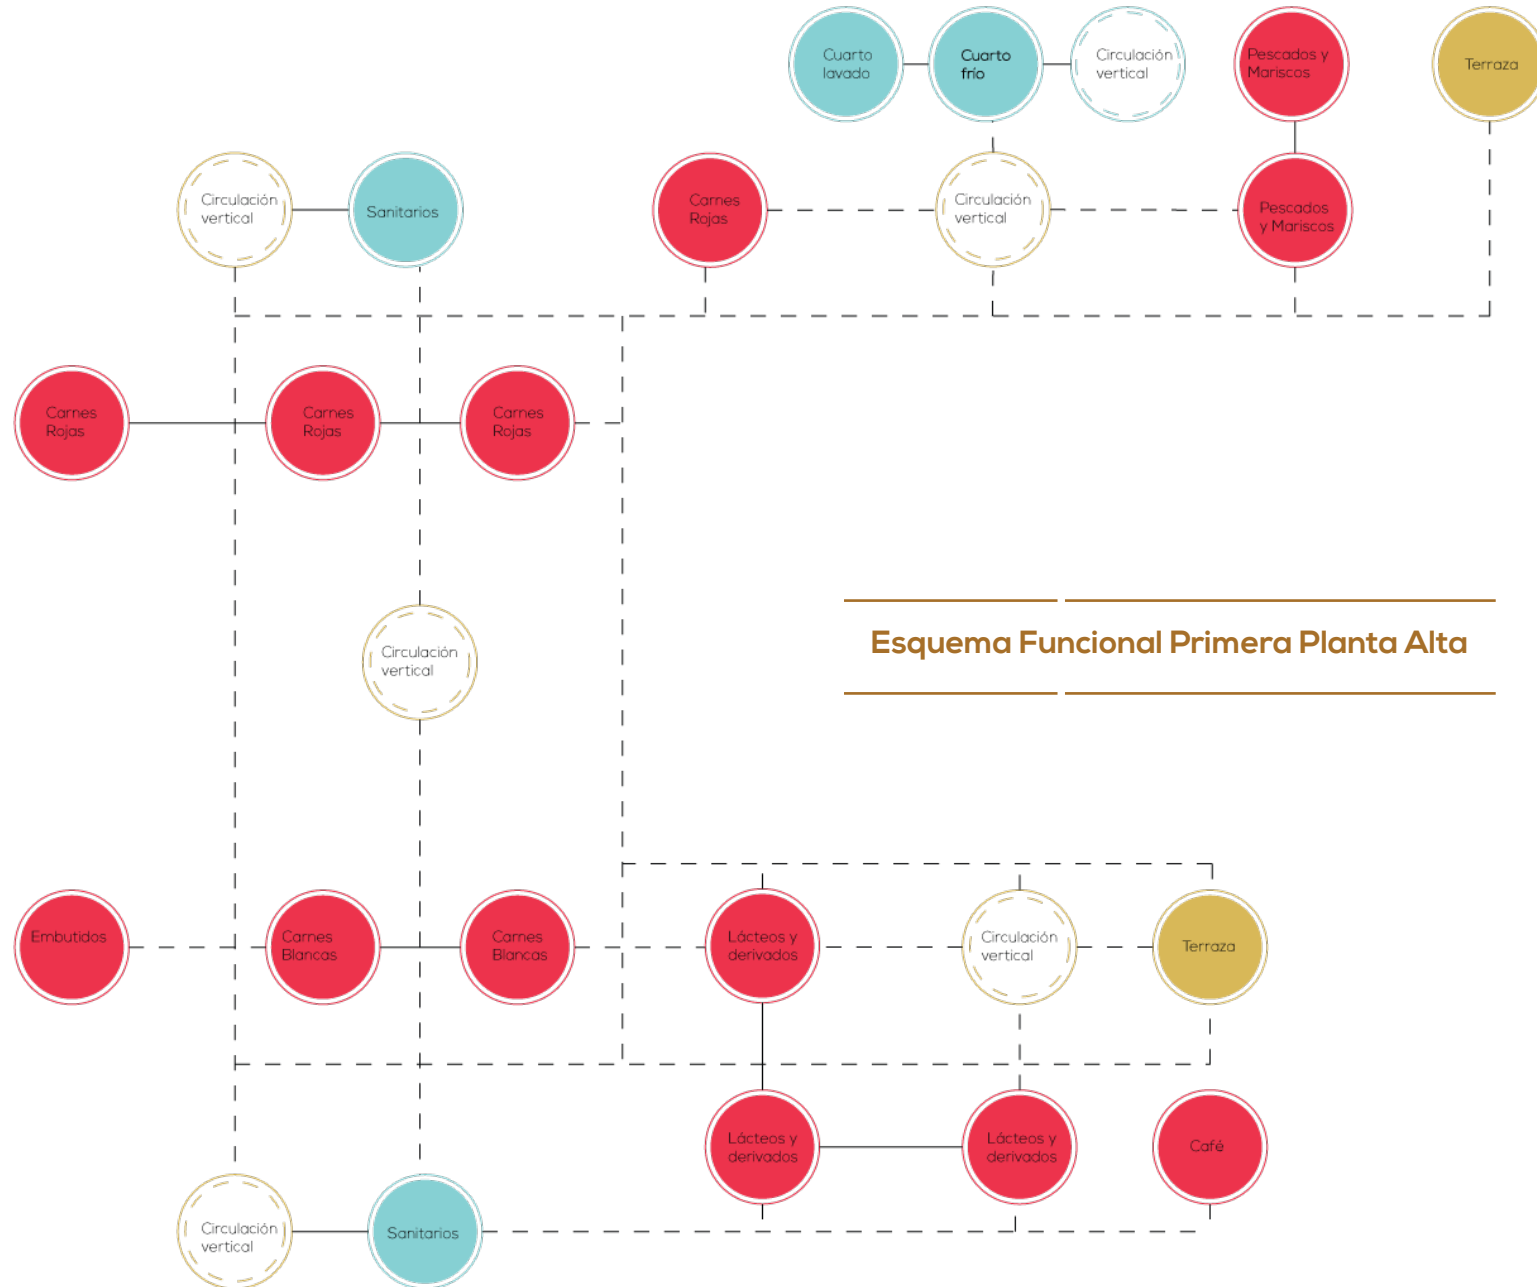 Cuarto
lavado
Cuarto
frío
Circulación
vertical
Pescados y
Mariscos
Terraza
Circulación
vertical
Sanitarios
Carnes
Rojas
Circulación
vertical
Pescados
y Mariscos
Carnes
Rojas
Carnes
Rojas
Carnes
Rojas
Circulación
vertical
Esquema Funcional Primera Planta Alta
Embutidos
Carnes
Blancas
Carnes
Blancas
Lácteos y
derivados
Circulación
vertical
Terraza
Lácteos y
derivados
Lácteos y
derivados
Café
Circulación
vertical
Sanitarios